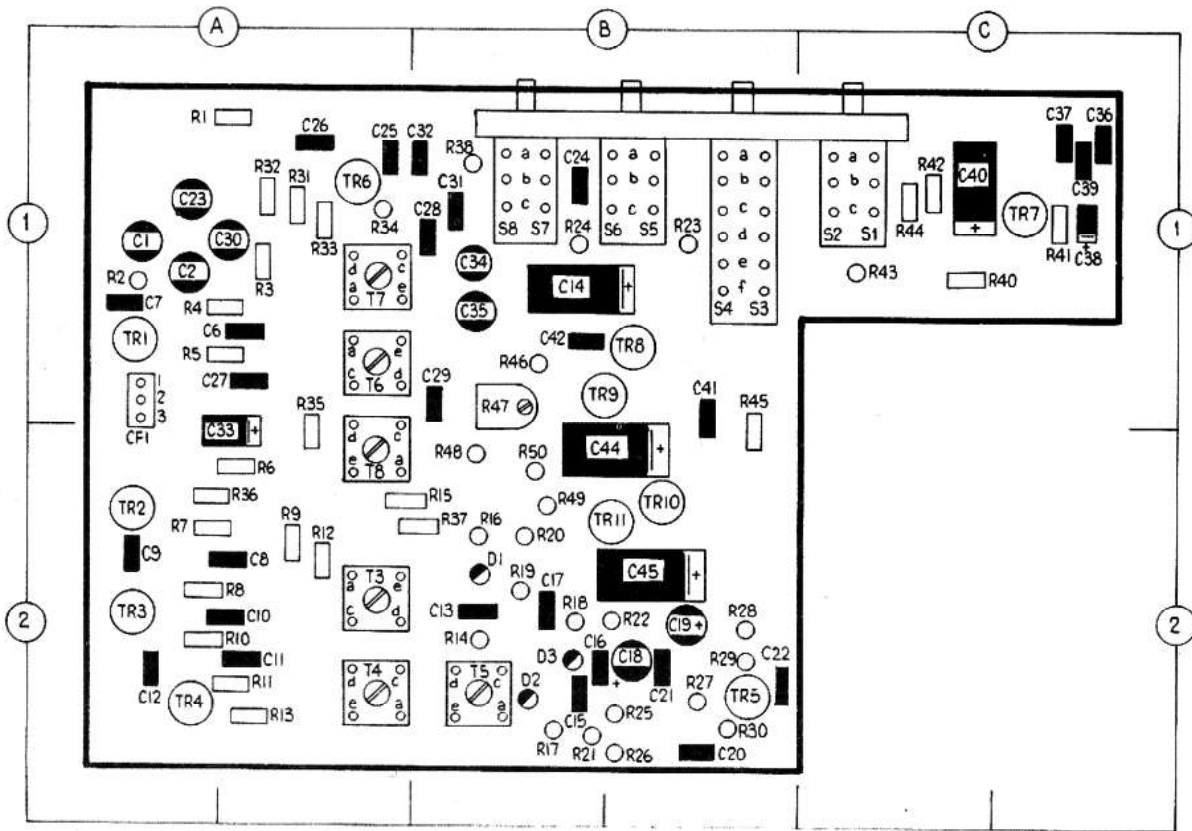 A B C
R1
C26
C25 C32
R38
C37 C36
R32 R31
TR6
C31
C24
a a a a
b b b b
c c c c
d
e
f
S8 S7
S6 S5
S4 S3
S2 S1
R42
C40
C39
TR7
C23
R34
C28
R24
R23
R44
R41
C38
+
+
1
1
C1 C30
R33
C34
R43
R40
R2
C2
R3
d c
a e
T7
C14
+
C7
R4
C35
TR1
C6
R5
a e
c d
T6
C42
TR8
R46
C27
C29
TR9
1
2
3
CF1
R35
R47
C41
R45
C33
+
d c
e a
T8
R48
R50
C44
+
R6
R36
R15
R49
TR10
TR2
R7
R9
R12
R37
R16
R20
TR11
C9
C8
D1
T3
a e
c d
R19
C17
C45
+
R8
TR3
C10
C13
R18
R22
C19 +
R28
2
2
R10
R14
C11
D3
C16
C18
+
C21
R29
C22
C12
R11
T4
d c
e a
T5
d c
e a
D2
TR4
C15
R25
R27
TR5
R13
R17
R21
R26
R30
C20